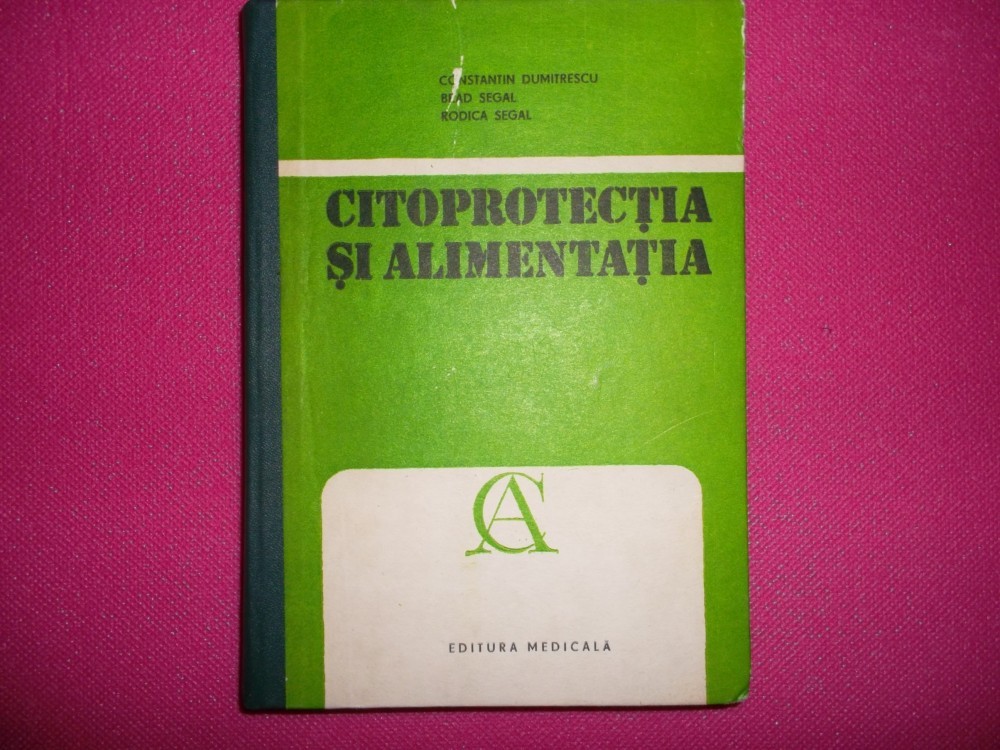 CONSTANTIN DUMITRESCU
BRAD SEGAL
RODICA SEGAL
CITOPROTECȚIA
ȘI ALIMENTAȚIA
CA
EDITURA MEDICALĂ